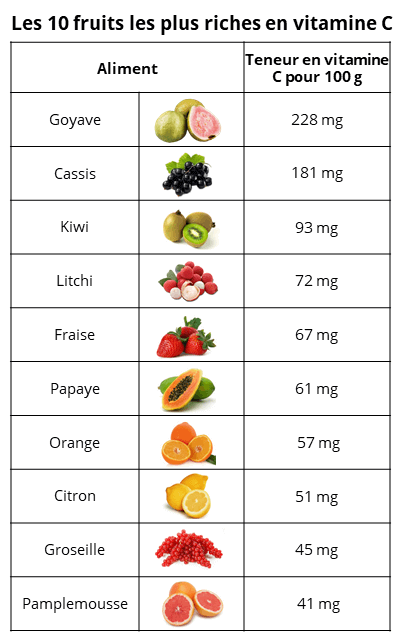 Les 10 fruits les plus riches en vitamine C
Aliment
Teneur en vitamine
C pour 100 g
Goyave
228 mg
Cassis
181 mg
Kiwi
93 mg
Litchi
72 mg
Fraise
67 mg
Papaye
61 mg
Orange
57 mg
Citron
51 mg
Groseille
45 mg
Pamplemousse
41 mg